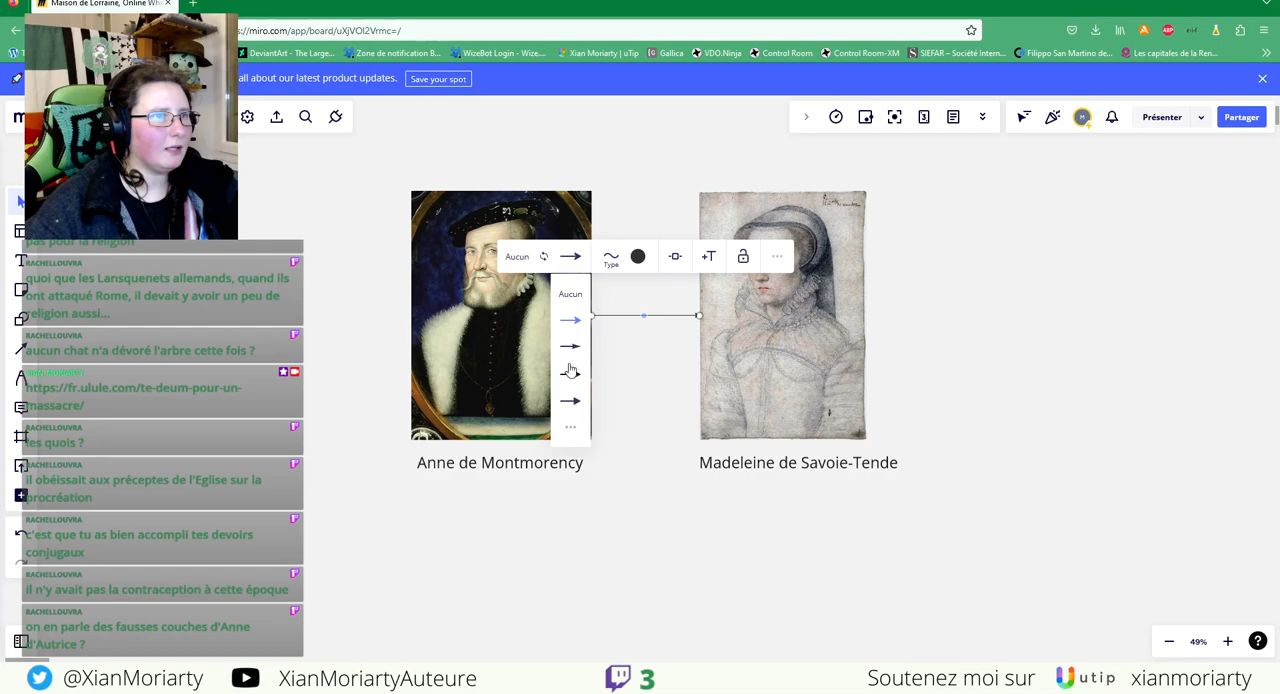 Maison de Lorraine, Online Wh
s://miro.com/app/board/uXjVOl2Vrmc=/
DeviantArt - The Large...
Zone de notification B...
WizeBot Login - Wize....
Xian Moriarty | uTip
Gallica
VDO.Ninja
Control Room
Control Room-XM
SIEFAR – Société Intern...
Filippo San Martino de...
Les capitales de la Ren...
all about our latest product updates.
Save your spot
Présenter
Partager
Aucun
Type
+T
Aucun
Anne de Montmorency
Madeleine de Savoie-Tende
pas pour la religion
RACHELLOUVRA
quoi que les Lansquenets allemands, quand ils
ont attaqué Rome, il devait y avoir un peu de
religion aussi...
RACHELLOUVRA
aucun chat n'a dévoré l'arbre cette fois ?
https://fr.ulule.com/te-deum-pour-un-
massacre/
RACHELLOUVRA
les quois ?
RACHELLOUVRA
il obéissait aux préceptes de l'Eglise sur la
procréation
RACHELLOUVRA
c'est que tu as bien accompli tes devoirs
conjugaux
RACHELLOUVRA
il n'y avait pas la contraception à cette époque
RACHELLOUVRA
on en parle des fausses couches d'Anne
d'Autrice ?
49%
@XianMoriarty
XianMoriartyAuteure
3
Soutenez moi sur
utip
xianmoriarty